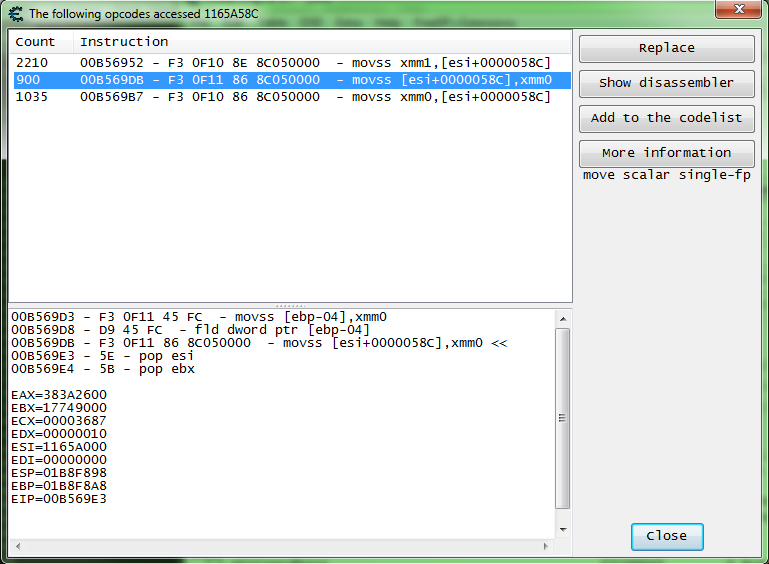 The following opcodes accessed 1165A58C
Count Instruction
2210 00B56952 - F3 0F10 8E 8C050000 - movss xmm1,[esi+0000058C]
900 00B569DB - F3 0F11 86 8C050000 - movss [esi+0000058C],xmm0
1035 00B569B7 - F3 0F10 86 8C050000 - movss xmm0,[esi+0000058C]
Replace
Show disassembler
Add to the codelist
More information
move scalar single-fp
00B569D3 - F3 0F11 45 FC - movss [ebp-04],xmm0
00B569D8 - D9 45 FC - fld dword ptr [ebp-04]
00B569DB - F3 0F11 86 8C050000 - movss [esi+0000058C],xmm0 <<
00B569E3 - 5E - pop esi
00B569E4 - 5B - pop ebx
EAX=383A2600
EBX=17749000
ECX=00003687
EDX=00000010
ESI=1165A000
EDI=00000000
ESP=01B8F898
EBP=01B8F8A8
EIP=00B569E3
Close